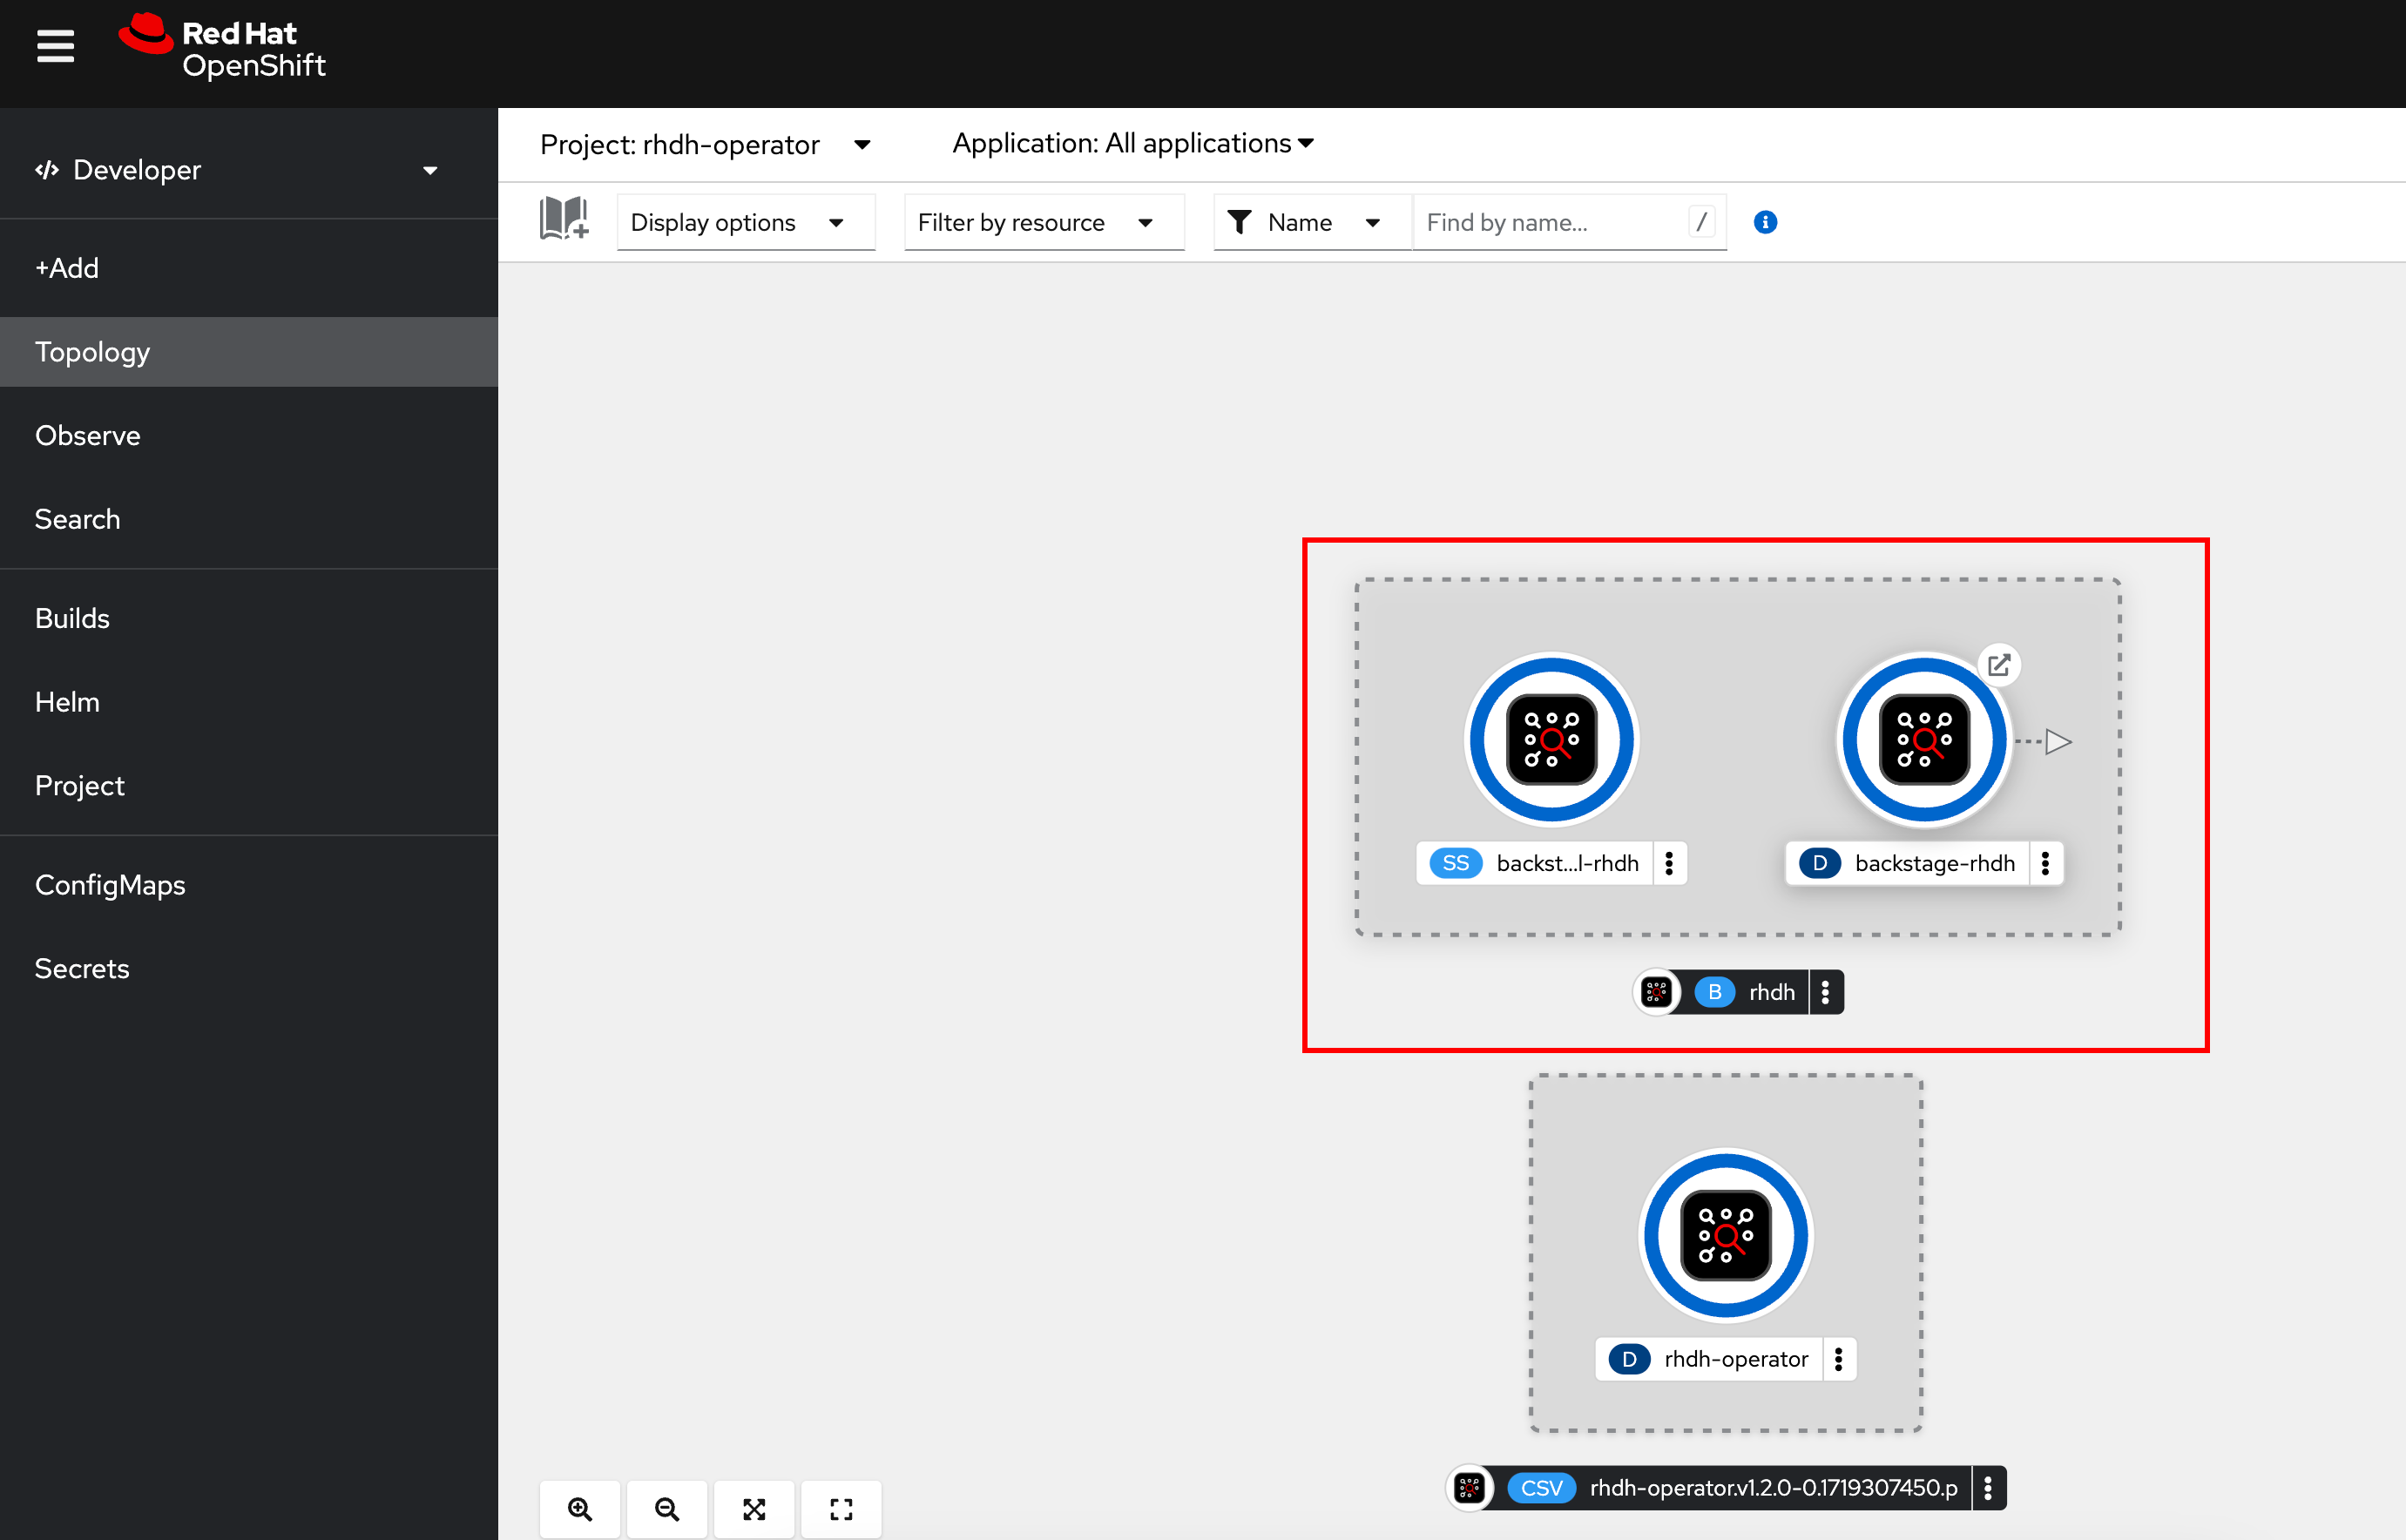 Red Hat
OpenShift
Developer
+Add
Topology
Observe
Search
Builds
Helm
Project
ConfigMaps
Secrets
Project: rhdh-operator
Application: All applications
Display options
Filter by resource
Name
Find by name...
/
SS backst...l-rhdh
D backstage-rhdh
B rhdh
D rhdh-operator
CSV rhdh-operator.v1.2.0-0.1719307450.p